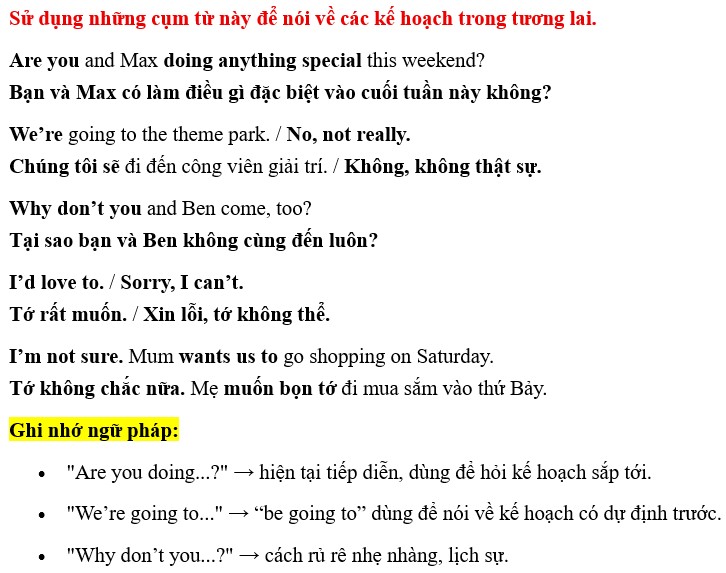 Sử dụng những cụm từ này để nói về các kế hoạch trong tương lai.
Are you and Max doing anything special this weekend?
Bạn và Max có làm điều gì đặc biệt vào cuối tuần này không?
We’re going to the theme park. / No, not really.
Chúng tôi sẽ đi đến công viên giải trí. / Không, không thật sự.
Why don’t you and Ben come, too?
Tại sao bạn và Ben không cùng đến luôn?
I’d love to. / Sorry, I can’t.
Tớ rất muốn. / Xin lỗi, tớ không thể.
I’m not sure. Mum wants us to go shopping on Saturday.
Tớ không chắc nữa. Mẹ muốn bọn tớ đi mua sắm vào thứ Bảy.
Ghi nhớ ngữ pháp:
• "Are you doing...?" → hiện tại tiếp diễn, dùng để hỏi kế hoạch sắp tới.
• "We’re going to..." → “be going to” dùng để nói về kế hoạch có dự định trước.
• "Why don’t you...?" → cách rủ rê nhẹ nhàng, lịch sự.